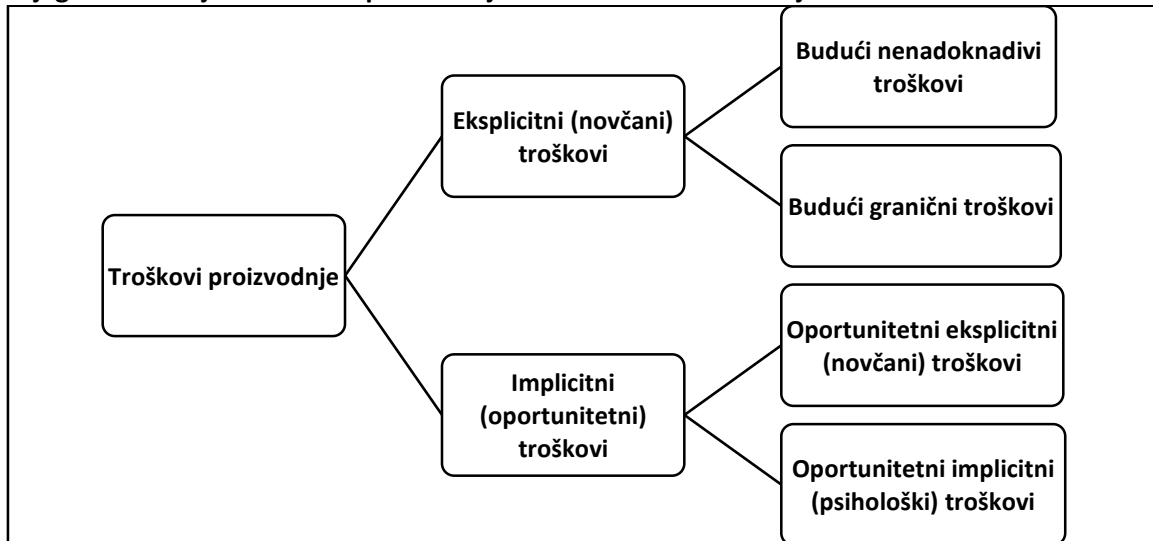 Budući nenadoknadivi
troškovi
Eksplicitni (novčani)
troškovi
Budući granični troškovi
Troškovi proizvodnje
Oportunitetni eksplicitni
(novčani) troškovi
Implicitni
(oportunitetni)
troškovi
Oportunitetni implicitni
(psihološki) troškovi